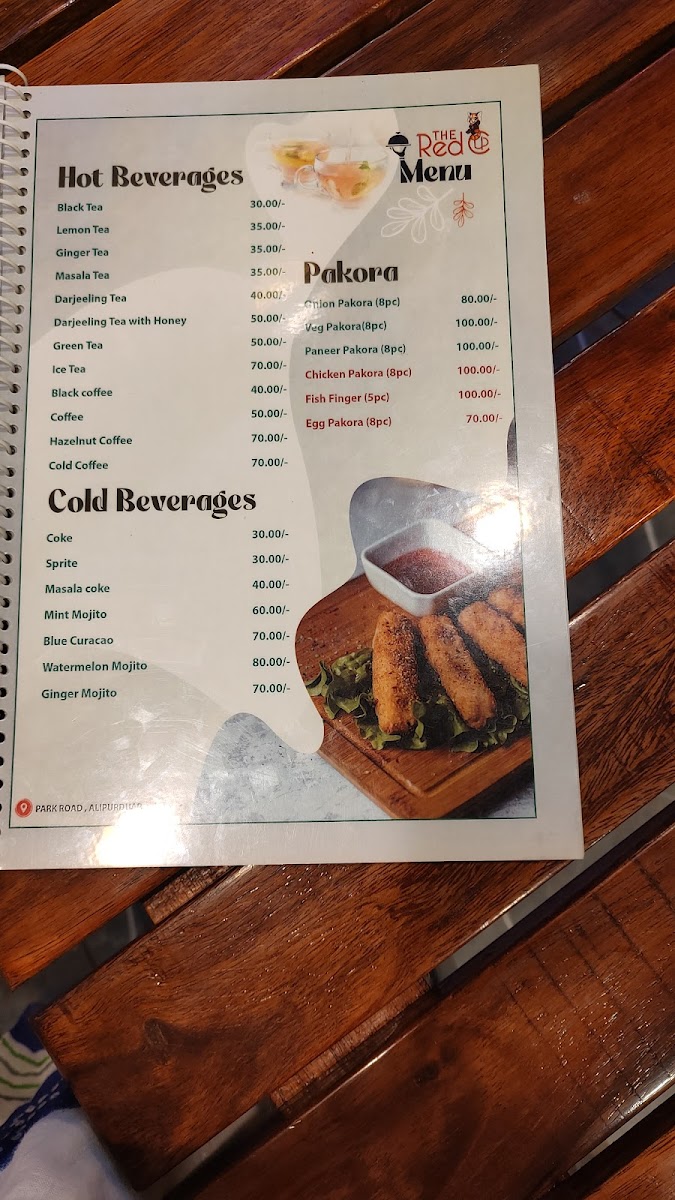 THE
Red CUP
Menu
Hot Beverages
Black Tea 30.00/-
Lemon Tea 35.00/-
Ginger Tea 35.00/-
Masala Tea 35.00/-
Darjeeling Tea 40.00/-
Darjeeling Tea with Honey 50.00/-
Green Tea 50.00/-
Ice Tea 70.00/-
Black coffee 40.00/-
Coffee 50.00/-
Hazelnut Coffee 70.00/-
Cold Coffee 70.00/-
Cold Beverages
Coke 30.00/-
Sprite 30.00/-
Masala coke 40.00/-
Mint Mojito 60.00/-
Blue Curacao 70.00/-
Watermelon Mojito 80.00/-
Ginger Mojito 70.00/-
Pakora
Onion Pakora (8pc) 80.00/-
Veg Pakora(8pc) 100.00/-
Paneer Pakora (8pc) 100.00/-
Chicken Pakora (8pc) 100.00/-
Fish Finger (5pc) 100.00/-
Egg Pakora (8pc) 70.00/-
PARK ROAD , ALIPURDUAR